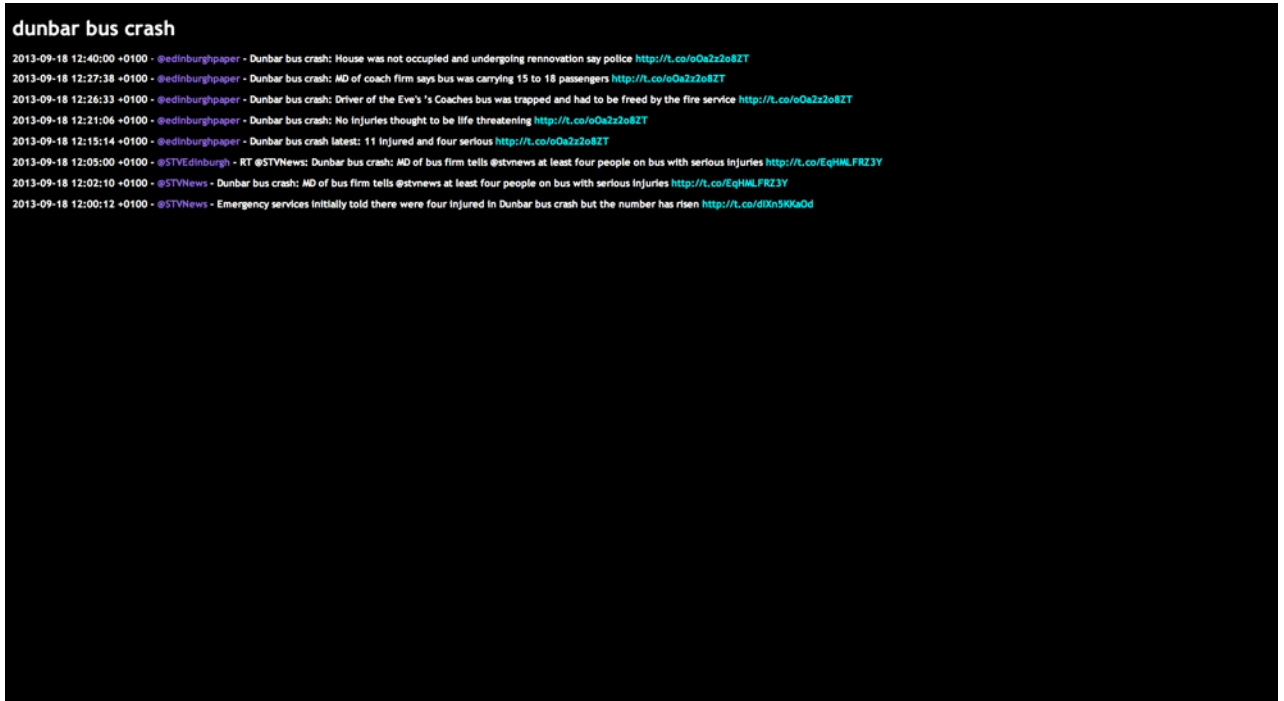 dunbar bus crash
2013-09-18 12:40:00 +0100 - @edinburghpaper - Dunbar bus crash: House was not occupied and undergoing rennovation say police http://t.co/oOa2z2o8ZT
2013-09-18 12:27:38 +0100 - @edinburghpaper - Dunbar bus crash: MD of coach firm says bus was carrying 15 to 18 passengers http://t.co/oOa2z2o8ZT
2013-09-18 12:26:33 +0100 - @edinburghpaper - Dunbar bus crash: Driver of the Eve's 's Coaches bus was trapped and had to be freed by the fire service http://t.co/oOa2z2o8ZT
2013-09-18 12:21:06 +0100 - @edinburghpaper - Dunbar bus crash: No injuries thought to be life threatening http://t.co/oOa2z2o8ZT
2013-09-18 12:15:14 +0100 - @edinburghpaper - Dunbar bus crash latest: 11 injured and four serious http://t.co/oOa2z2o8ZT
2013-09-18 12:05:00 +0100 - @STVEdinburgh - RT @STVNews: Dunbar bus crash: MD of bus firm tells @stvnews at least four people on bus with serious injuries http://t.co/EqHMLFRZ3Y
2013-09-18 12:02:10 +0100 - @STVNews - Dunbar bus crash: MD of bus firm tells @stvnews at least four people on bus with serious injuries http://t.co/EqHMLFRZ3Y
2013-09-18 12:00:12 +0100 - @STVNews - Emergency services initially told there were four injured in Dunbar bus crash but the number has risen http://t.co/dlXn5KKaOd